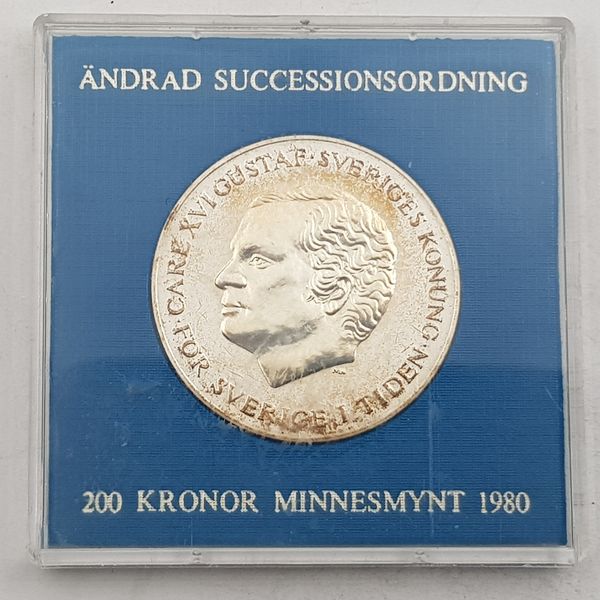 ÄNDRAD SUCCESSIONSORDNING
CARL XVI GUSTAF · SVERIGES KONUNG ·
FÖR SVERIGE I TIDEN
200 KRONOR MINNESMYNT 1980